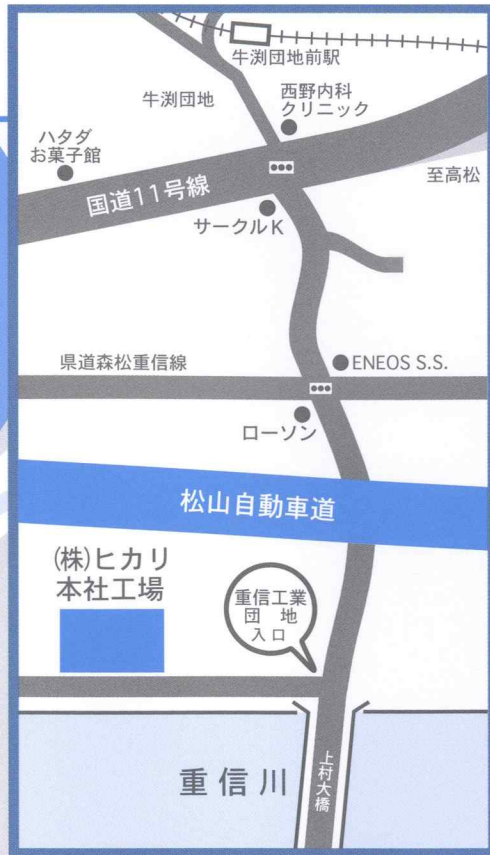 牛渕団地前駅
牛渕団地
西野内科
クリニック
ハタダ
お菓子館
至高松
国道11号線
サークルK
県道森松重信線
ENEOS S.S.
ローソン
松山自動車道
(株)ヒカリ
本社工場
重信工業
団 地
入 口
重 信 川
上村大橋